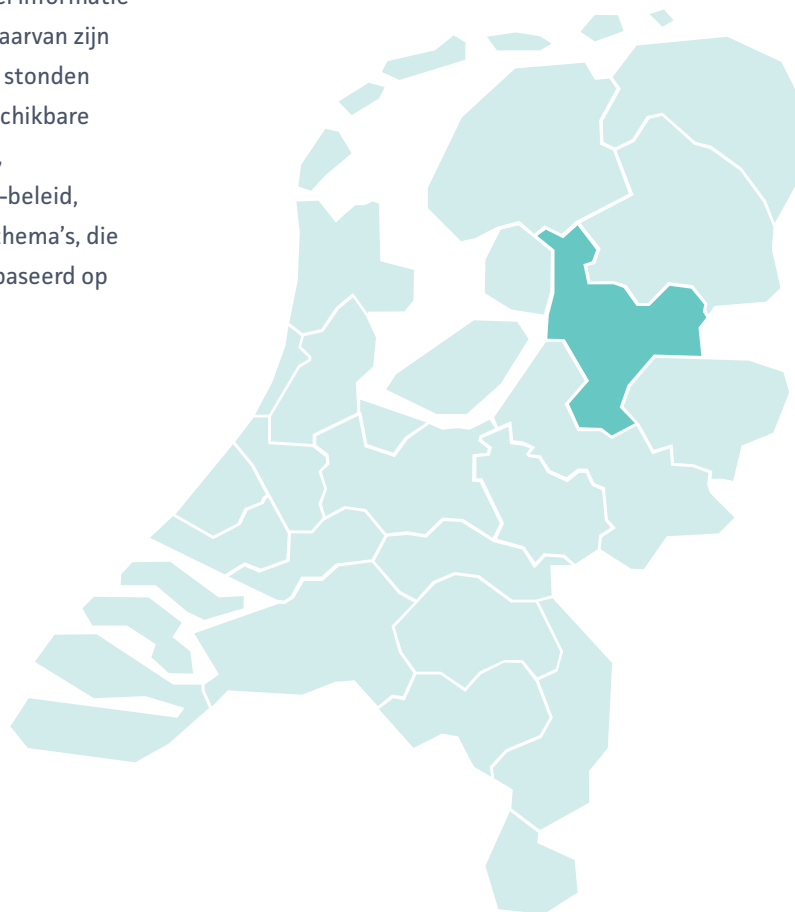 informatie
aarvan zijn
stonden
chikbare
-beleid,
hema's, die
baseerd op